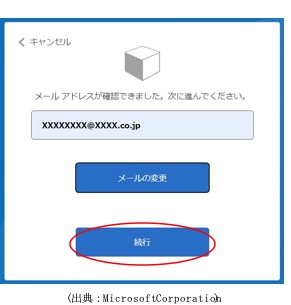 キャンセル
メール アドレスが確認できました。次に進んでください。
XXXXXXXX@XXXX.co.jp
メールの変更
続行
(出典：MicrosoftCorporation)